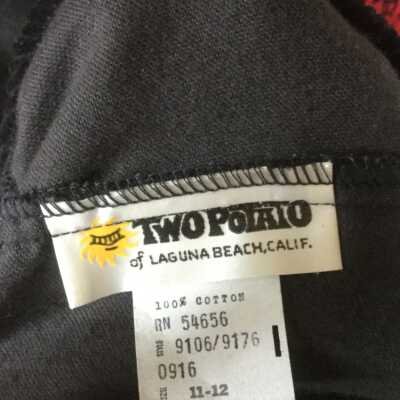 TWO POTATO
of LAGUNA BEACH, CALIF.
100% COTTON
RN 54656
9106/9176
0916
11-12